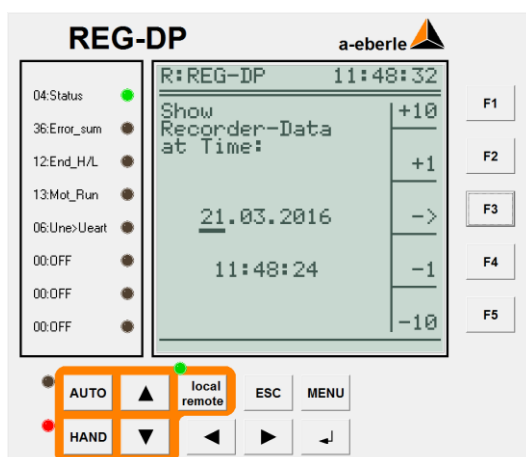 REG-DP
a-eberle
04:Status
36:Error_sum
12:End_H/L
13:Mot_Run
06:Une>Ueart
00:OFF
00:OFF
00:OFF
R:REG-DP 11:48:32
Show
Recorder-Data
at Time:
21.03.2016
11:48:24
+10
+1
->
-1
-10
F1
F2
F3
F4
F5
AUTO
local
remote
ESC
MENU
HAND